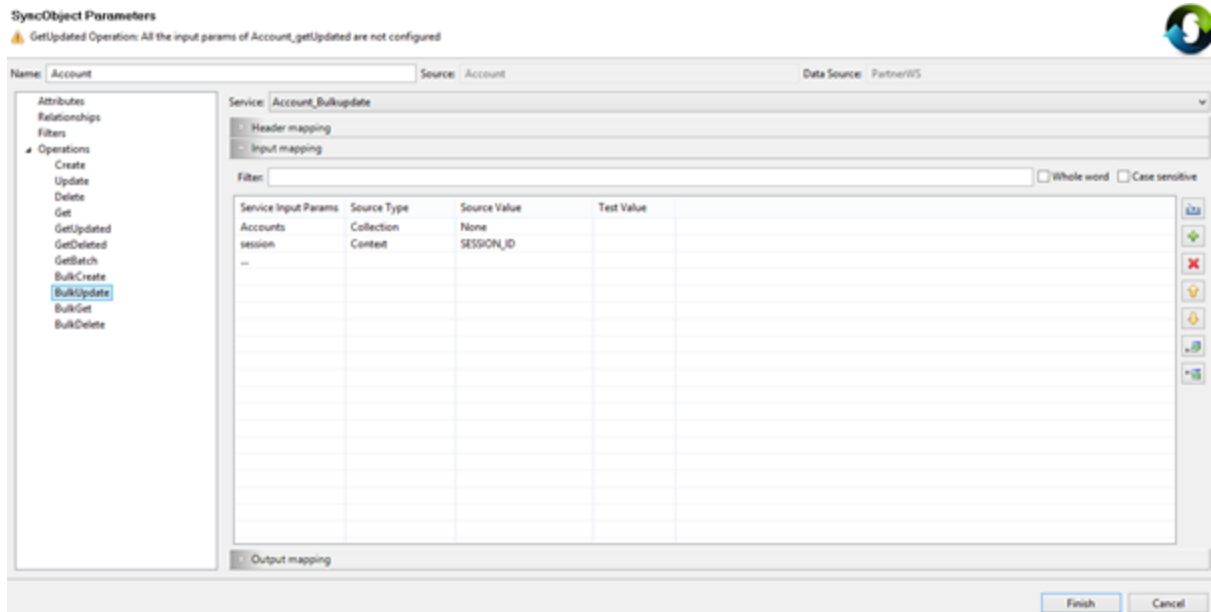 SyncObject Parameters
GetUpdated Operation: All the input params of Account_getUpdated are not configured
Name: Account Source: Account Data Source: PartnerWS
Attributes
Relationships
Filters
Operations
Create
Update
Delete
Get
GetUpdated
GetDeleted
GetBatch
BulkCreate
BulkUpdate
BulkGet
BulkDelete
Service: Account_Bulkupdate
Header mapping
Input mapping
Filter: Whole word Case sensitive
Service Input Params Source Type Source Value Test Value
Accounts Collection None
session Context SESSION_ID
...
Output mapping
Finish Cancel